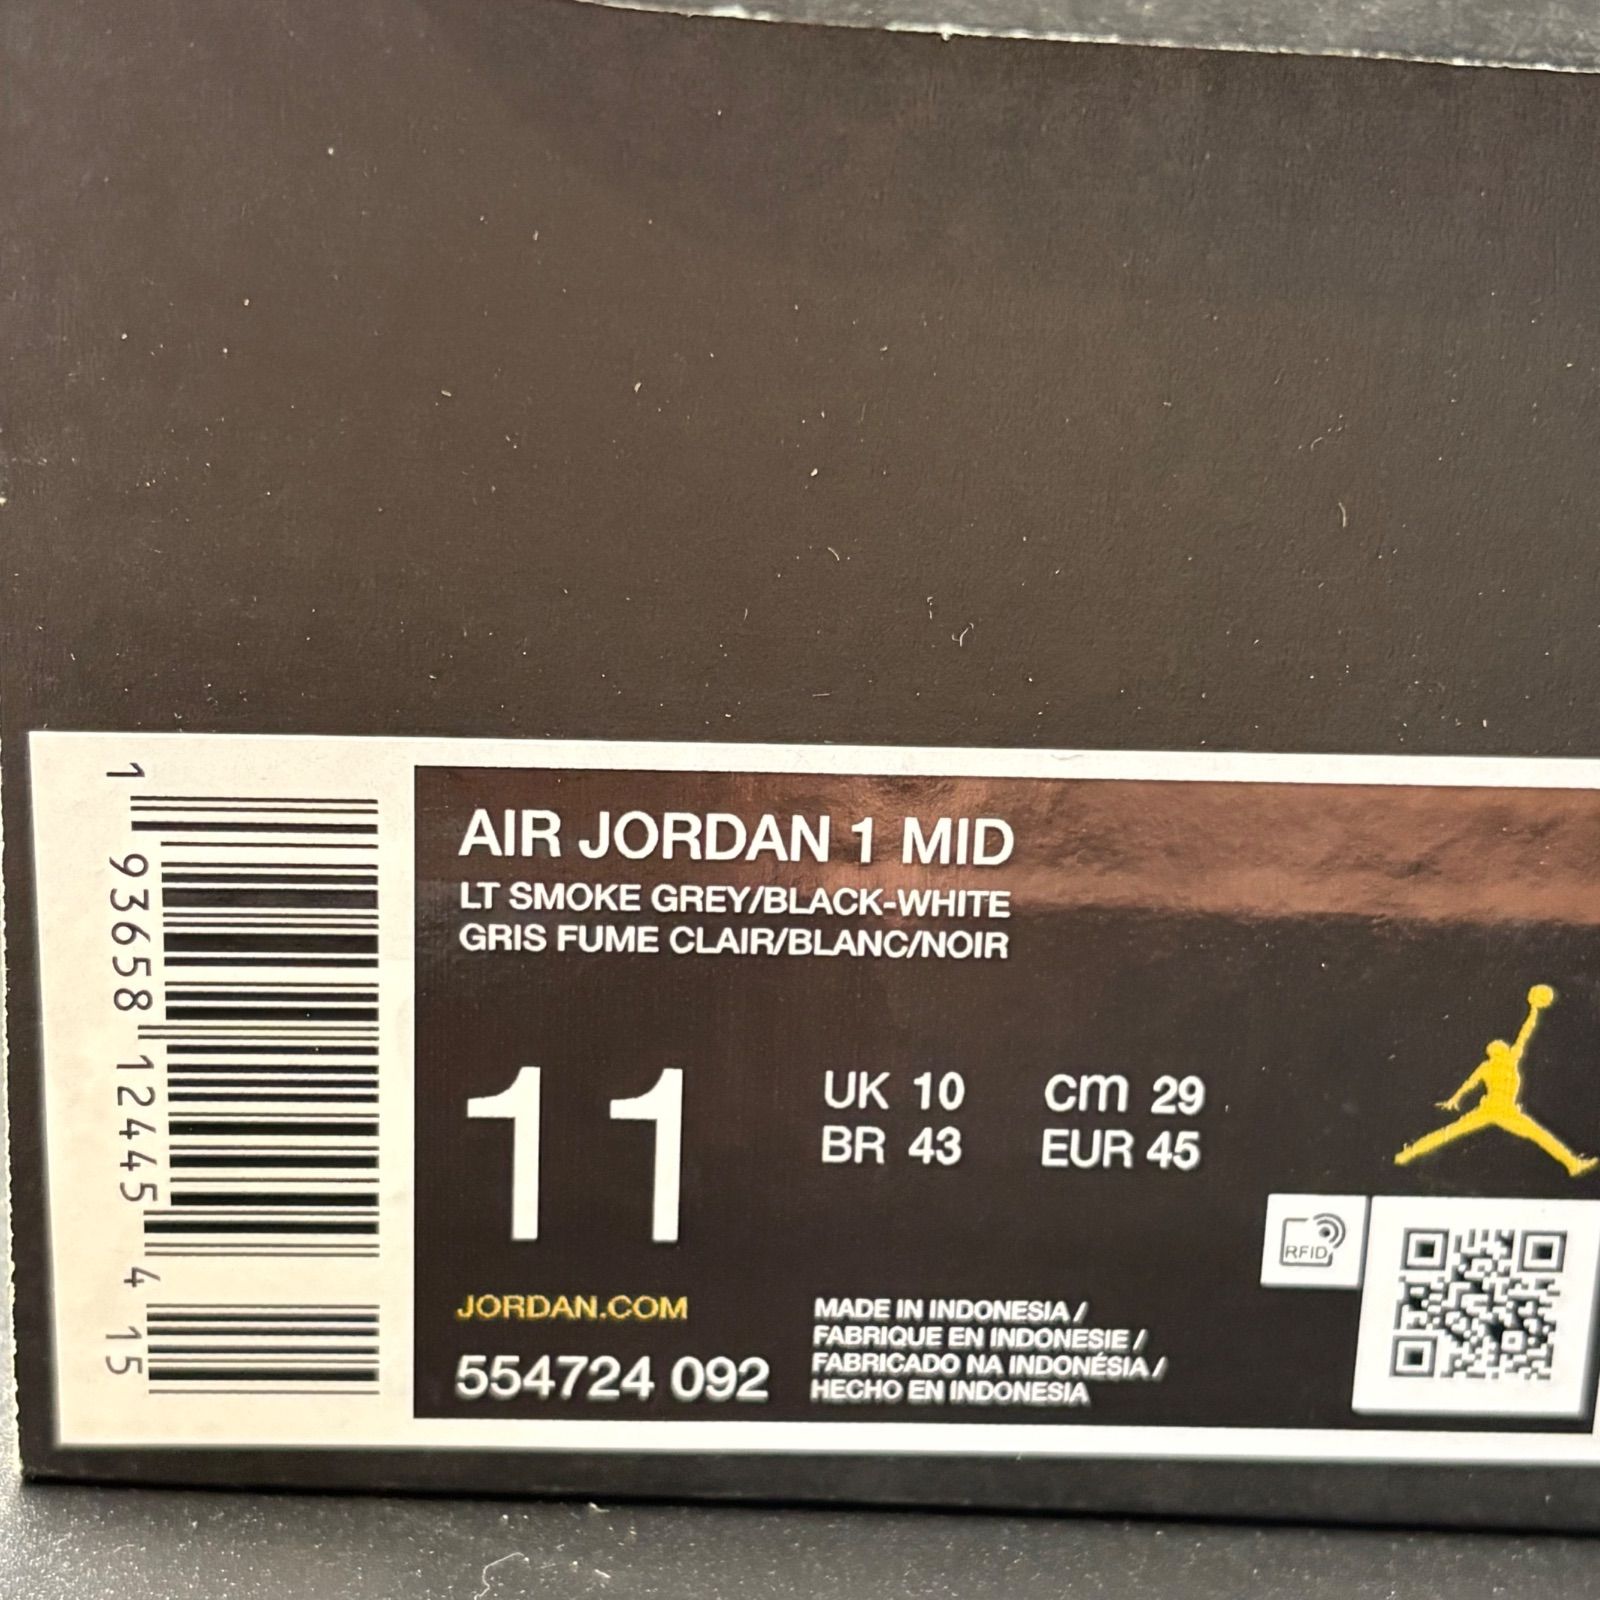 1 93658 12445 4 15
AIR JORDAN 1 MID
LT SMOKE GREY/BLACK-WHITE
GRIS FUME CLAIR/BLANC/NOIR
11
UK 10 cm 29
BR 43 EUR 45
RFID
JORDAN.COM
554724 092
MADE IN INDONESIA /
FABRIQUE EN INDONESIE /
FABRICADO NA INDONÉSIA /
HECHO EN INDONESIA